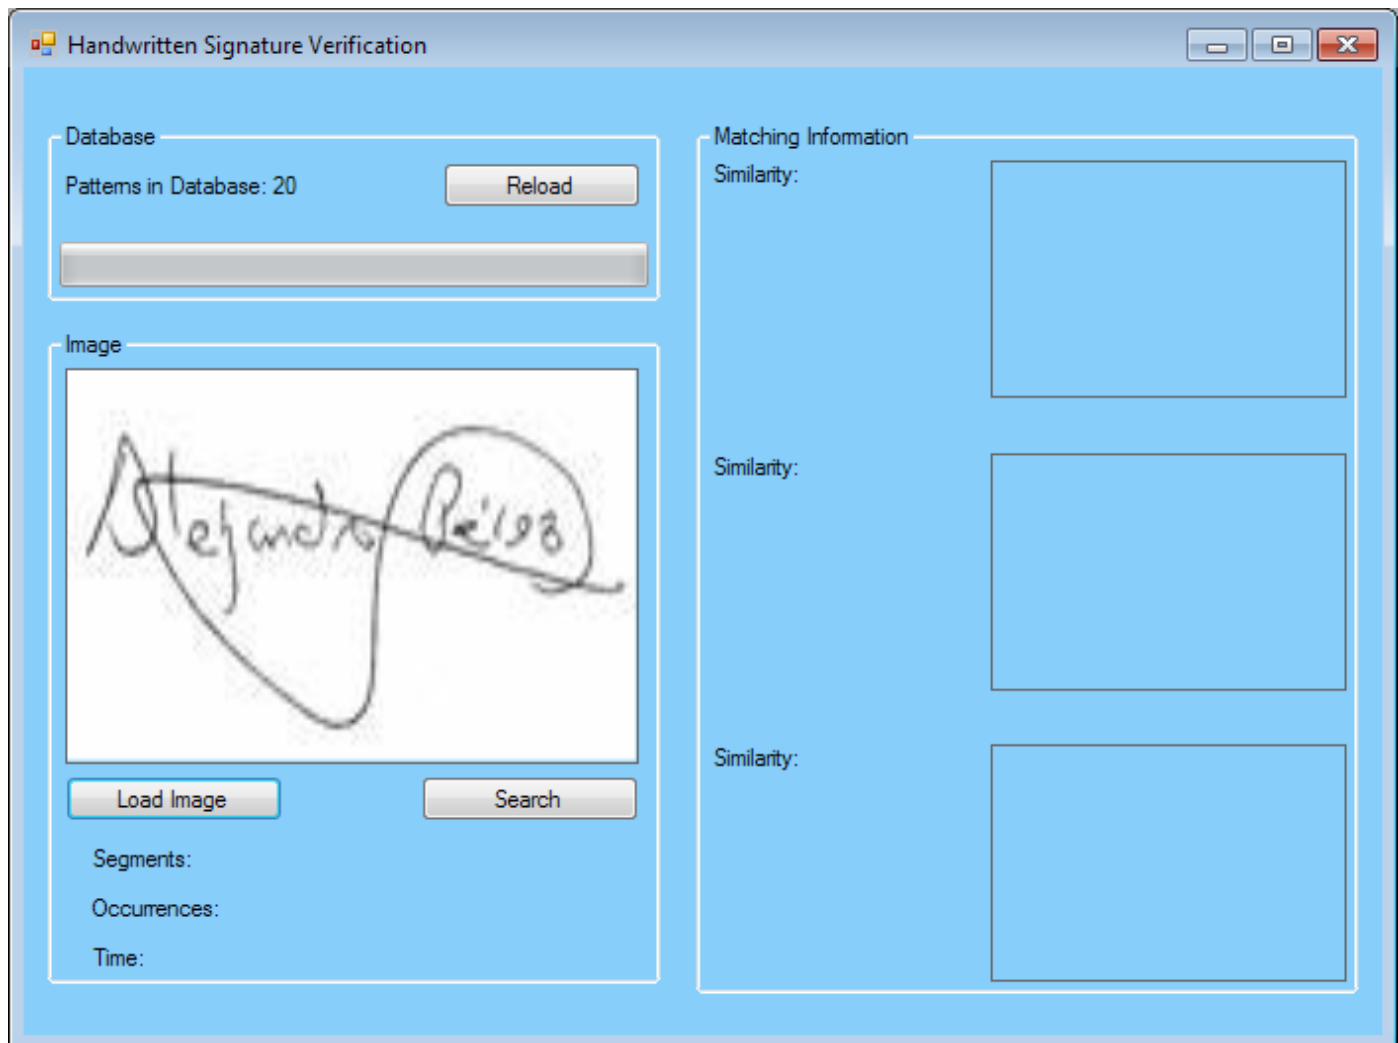 Handwritten Signature Verification
Database
Patterns in Database: 20
Reload
Image
Alejandro
Load Image
Search
Segments:
Occurrences:
Time:
Matching Information
Similarity:
Similarity:
Similarity: